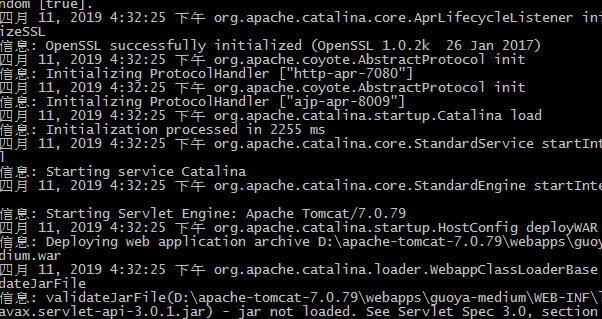 ndom [true].
四月 11, 2019 4:32:25 下午 org.apache.catalina.core.AprLifecycleListener ini
izeSSL
信息: OpenSSL successfully initialized (OpenSSL 1.0.2k  26 Jan 2017)
四月 11, 2019 4:32:25 下午 org.apache.coyote.AbstractProtocol init
信息: Initializing ProtocolHandler ["http-apr-7080"]
四月 11, 2019 4:32:25 下午 org.apache.coyote.AbstractProtocol init
信息: Initializing ProtocolHandler ["ajp-apr-8009"]
四月 11, 2019 4:32:25 下午 org.apache.catalina.startup.Catalina load
信息: Initialization processed in 2255 ms
四月 11, 2019 4:32:25 下午 org.apache.catalina.core.StandardService startInt
l
信息: Starting service Catalina
四月 11, 2019 4:32:25 下午 org.apache.catalina.core.StandardEngine startInte
信息: Starting Servlet Engine: Apache Tomcat/7.0.79
四月 11, 2019 4:32:25 下午 org.apache.catalina.startup.HostConfig deployWAR
信息: Deploying web application archive D:\apache-tomcat-7.0.79\webapps\guoy
dium.war
四月 11, 2019 4:32:25 下午 org.apache.catalina.loader.WebappClassLoaderBase
dateJarFile
信息: validateJarFile(D:\apache-tomcat-7.0.79\webapps\guoya-medium\WEB-INF\l
avax.servlet-api-3.0.1.jar) - jar not loaded. See Servlet Spec 3.0, section